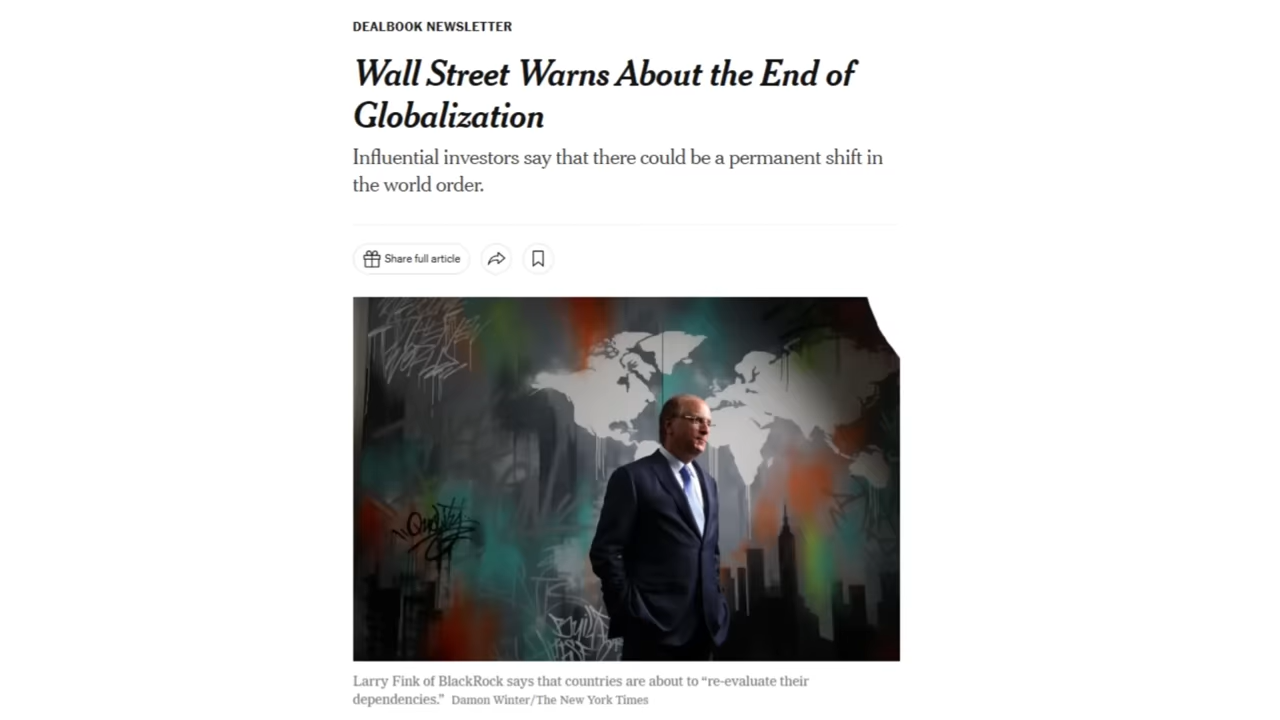 DEALBOOK NEWSLETTER
Wall Street Warns About the End of
Globalization
Influential investors say that there could be a permanent shift in
the world order.
Share full article
Quality
Built
Larry Fink of BlackRock says that countries are about to “re-evaluate their
dependencies.” Damon Winter/The New York Times